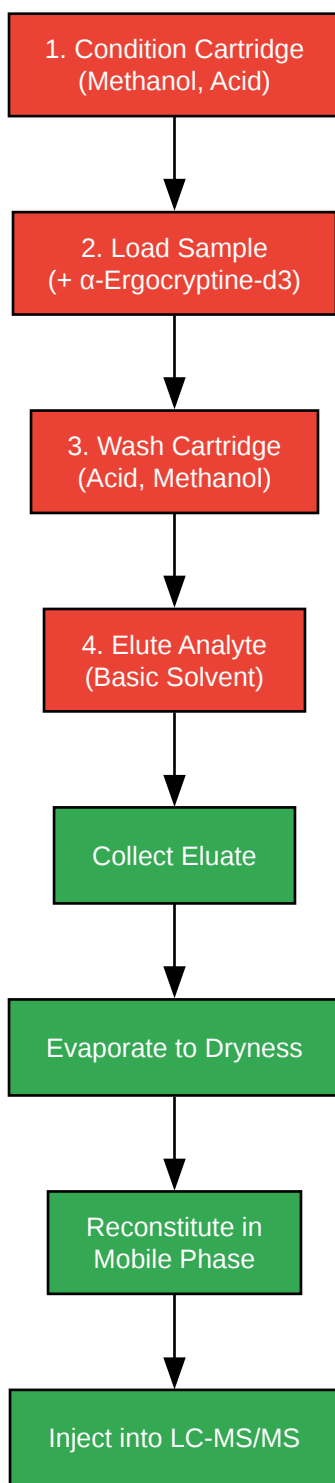 1. Condition Cartridge
(Methanol, Acid)
2. Load Sample
(+ α-Ergocryptine-d3)
3. Wash Cartridge
(Acid, Methanol)
4. Elute Analyte
(Basic Solvent)
Collect Eluate
Evaporate to Dryness
Reconstitute in
Mobile Phase
Inject into LC-MS/MS